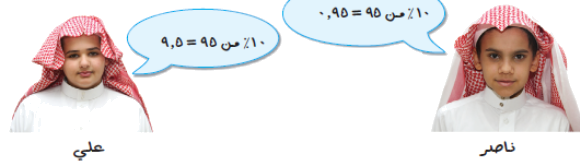 ١٠٪ من ٩٥ = ٠,٩٥
١٠٪ من ٩٥ = ٩,٥
ناصر
علي